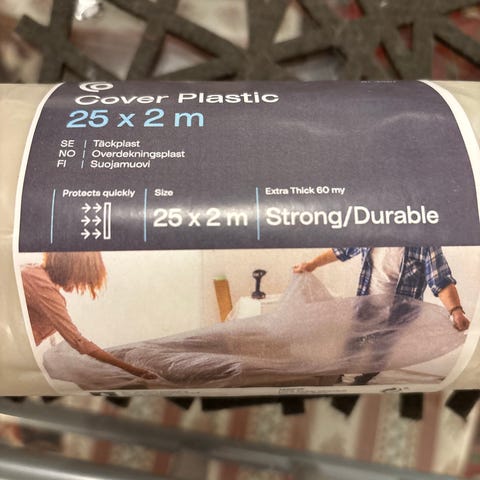 Cover Plastic
25 x 2 m
SE | Täckplast
NO | Overdekningsplast
FI | Suojamuovi
Protects quickly
Size
25 x 2 m
Extra Thick 60 my
Strong/Durable